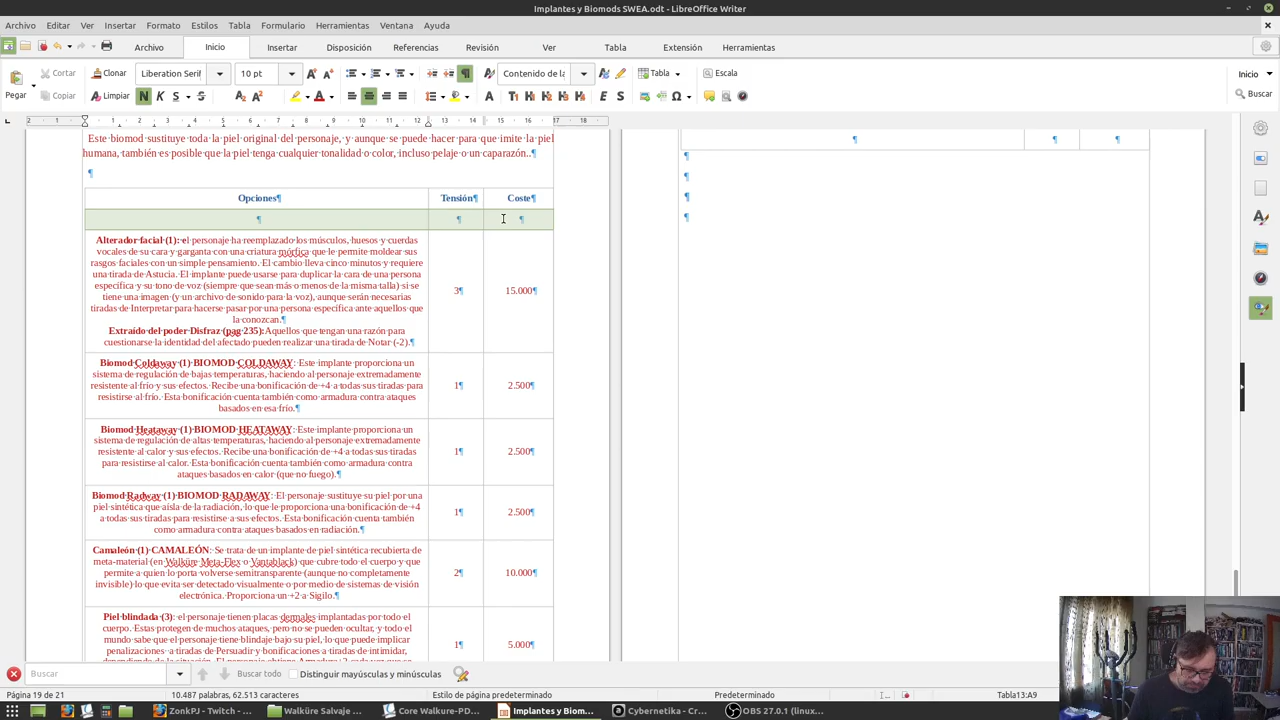 Implantes y Biomods SWEA.odt - LibreOffice Writer
Archivo Editar Ver Insertar Formato Estilos Tabla Formulario Herramientas Ventana Ayuda
Archivo Inicio Insertar Disposición Referencias Revisión Ver Tabla Extensión Herramientas
Pegar Cortar Clonar Liberation Serif 10 pt Contenido de la Tabla Escala Inicio
Copiar Limpiar N K S S Buscar
2 1 1 2 3 4 5 6 7 8 9 10 11 12 13 14 15 16 17 18
Este biomod sustituye toda la piel original del personaje, y aunque se puede hacer para que imite la piel
humana, también es posible que la piel tenga cualquier tonalidad o color, incluso pelaje o un caparazón..¶
¶
Opciones¶ Tensión¶ Coste¶
¶ ¶ ¶
Alterador facial (1): el personaje ha reemplazado los músculos, huesos y cuerdas
vocales de su cara y garganta con una criatura mórfica que le permite moldear sus
rasgos faciales con un simple pensamiento. El cambio lleva cinco minutos y requiere
una tirada de Astucia. El implante puede usarse para duplicar la cara de una persona
específica y su tono de voz (siempre que sean más o menos de la misma talla) si se
tiene una imagen (y un archivo de sonido para la voz), aunque serán necesarias
tiradas de Interpretar para hacerse pasar por una persona específica ante aquellos que
la conozcan.¶
Extraído del poder Disfraz (pag 235):Aquellos que tengan una razón para
cuestionarse la identidad del afectado pueden realizar una tirada de Notar (-2).¶
3¶ 15.000¶
Biomod Coldaway (1) BIOMOD COLDAWAY: Este implante proporciona un
sistema de regulación de bajas temperaturas, haciendo al personaje extremadamente
resistente al frío y sus efectos. Recibe una bonificación de +4 a todas sus tiradas para
resistirse al frío. Esta bonificación cuenta también como armadura contra ataques
basados en esa frío.¶
1¶ 2.500¶
Biomod Heataway (1) BIOMOD HEATAWAY: Este implante proporciona un
sistema de regulación de altas temperaturas, haciendo al personaje extremadamente
resistente al calor y sus efectos. Recibe una bonificación de +4 a todas sus tiradas
para resistirse al calor. Esta bonificación cuenta también como armadura contra
ataques basados en calor (que no fuego).¶
1¶ 2.500¶
Biomod Radway (1) BIOMOD RADAWAY: El personaje sustituye su piel por una
piel sintética que aísla de la radiación, lo que le proporciona una bonificación de +4
a todas sus tiradas para resistirse a sus efectos. Esta bonificación cuenta también
como armadura contra ataques basados en radiación.¶
1¶ 2.500¶
Camaleón (1) CAMALEÓN: Se trata de un implante de piel sintética recubierta de
meta-material (en Walküre Meta-Flex o Vantablack) que cubre todo el cuerpo y que
permite a quien lo porta volverse semitransparente (aunque no completamente
invisible) lo que evita ser detectado visualmente o por medio de sistemas de visión
electrónica. Proporciona un +2 a Sigilo.¶
2¶ 10.000¶
Piel blindada (3): el personaje tienen placas dermales implantadas por todo el
cuerpo. Estas protegen de muchos ataques, pero no se pueden ocultar, y todo el
mundo sabe que el personaje tiene blindaje bajo su piel, lo que puede implicar
penalizaciones a tiradas de Persuadir y bonificaciones a tiradas de intimidar,
1¶ 5.000¶
¶ ¶ ¶
¶
¶
¶
¶
Buscar Buscar todo Distinguir mayúsculas y minúsculas
Página 19 de 21 10.487 palabras, 62.513 caracteres Estilo de página predeterminado Predeterminado Tabla13:A9
ZonkPJ - Twitch - ... Walküre Salvaje Core Walkure-PD... Implantes y Biom... Cybernetika - Cr... OBS 27.0.1 (linux...